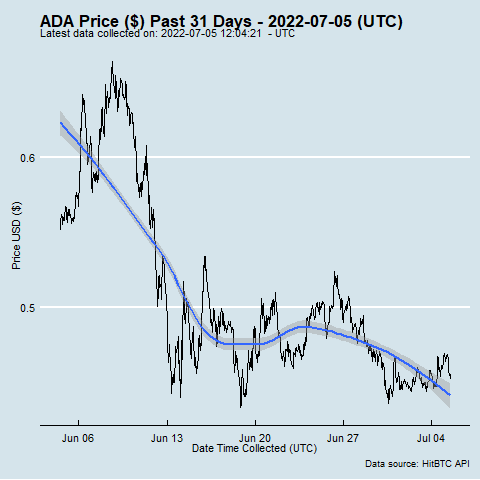 ADA Price ($) Past 31 Days - 2022-07-05 (UTC)
Latest data collected on: 2022-07-05 12:04:21  - UTC
Price USD ($)
0.6
0.5
Jun 06 Jun 13 Jun 20 Jun 27 Jul 04
Date Time Collected (UTC)
Data source: HitBTC API